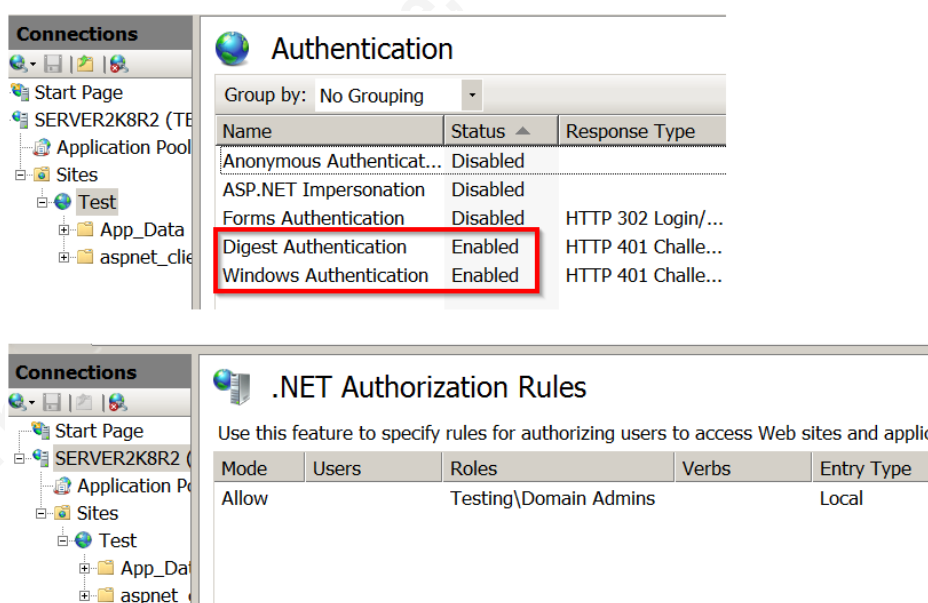 Connections
Start Page
SERVER2K8R2 (TE
Application Pool
Sites
Test
App_Data
aspnet_clie
Authentication
Group by: No Grouping
Name Status Response Type
Anonymous Authenticat... Disabled
ASP.NET Impersonation Disabled
Forms Authentication Disabled HTTP 302 Login/...
Digest Authentication Enabled HTTP 401 Challe...
Windows Authentication Enabled HTTP 401 Challe...
Connections
Start Page
SERVER2K8R2 (
Application Po
Sites
Test
App_Dat
aspnet_c
.NET Authorization Rules
Use this feature to specify rules for authorizing users to access Web sites and applic
Mode Users Roles Verbs Entry Type
Allow Testing\Domain Admins Local